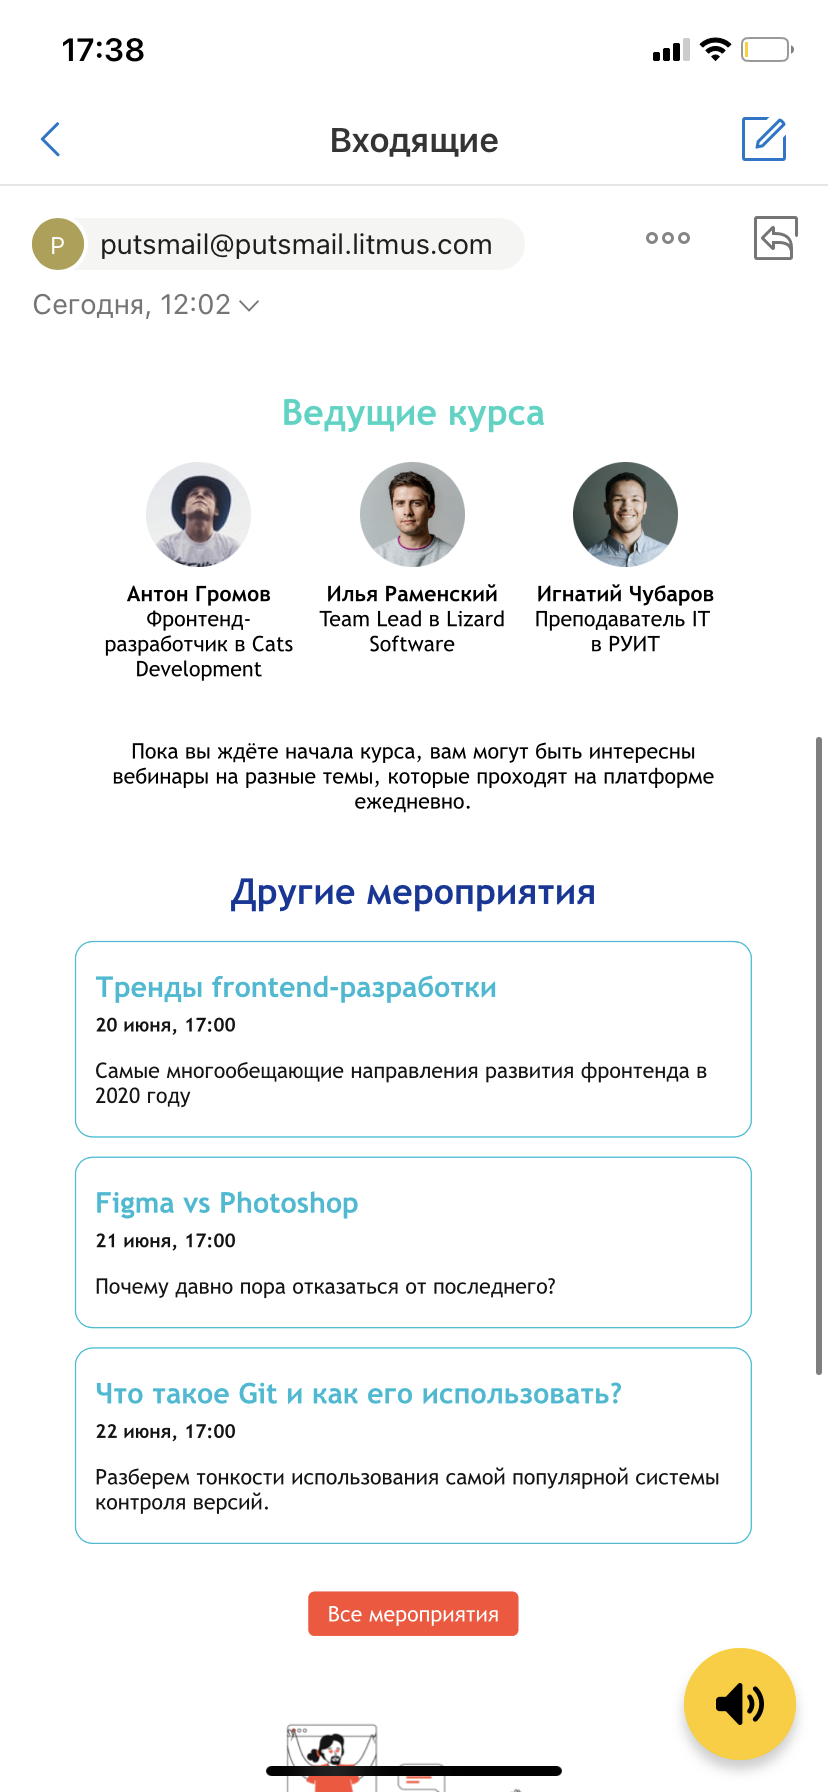 17:38
Входящие
P
putsmail@putsmail.litmus.com
Сегодня, 12:02
Ведущие курса
Антон Громов
Фронтенд-
разработчик в Cats
Development
Илья Раменский
Team Lead в Lizard
Software
Игнатий Чубаров
Преподаватель IT
в РУИТ
Пока вы ждёте начала курса, вам могут быть интересны
вебинары на разные темы, которые проходят на платформе
ежедневно.
Другие мероприятия
Тренды frontend-разработки
20 июня, 17:00
Самые многообещающие направления развития фронтенда в
2020 году
Figma vs Photoshop
21 июня, 17:00
Почему давно пора отказаться от последнего?
Что такое Git и как его использовать?
22 июня, 17:00
Разберем тонкости использования самой популярной системы
контроля версий.
Все мероприятия